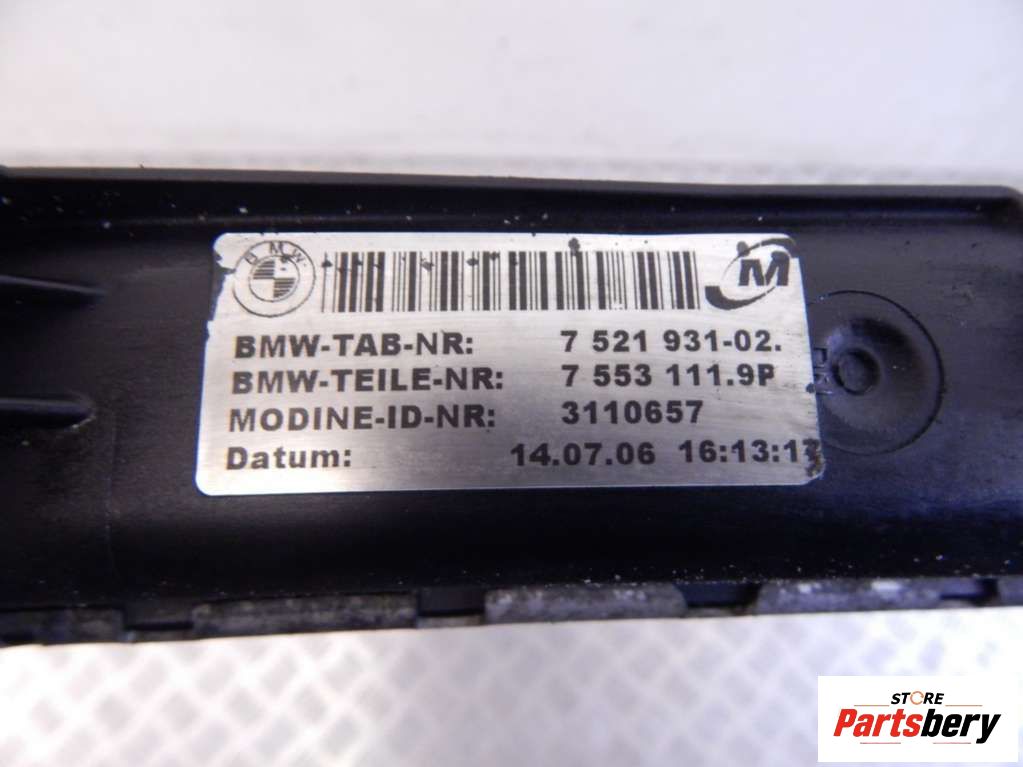 BMW
M
BMW-TAB-NR: 7 521 931-02.
BMW-TEILE-NR: 7 553 111.9P
MODINE-ID-NR: 3110657
Datum: 14.07.06 16:13:17
STORE
Partsbery